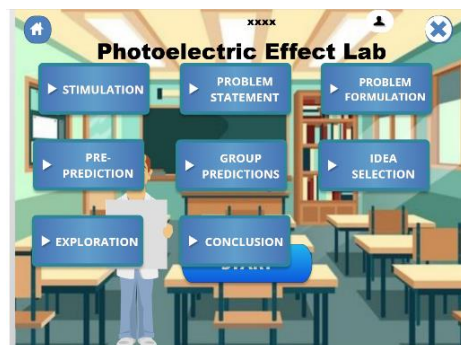 xxxx
Photoelectric Effect Lab
STIMULATION
PROBLEM
STATEMENT
PROBLEM
FORMULATION
PRE-
PREDICTION
GROUP
PREDICTIONS
IDEA
SELECTION
EXPLORATION
CONCLUSION